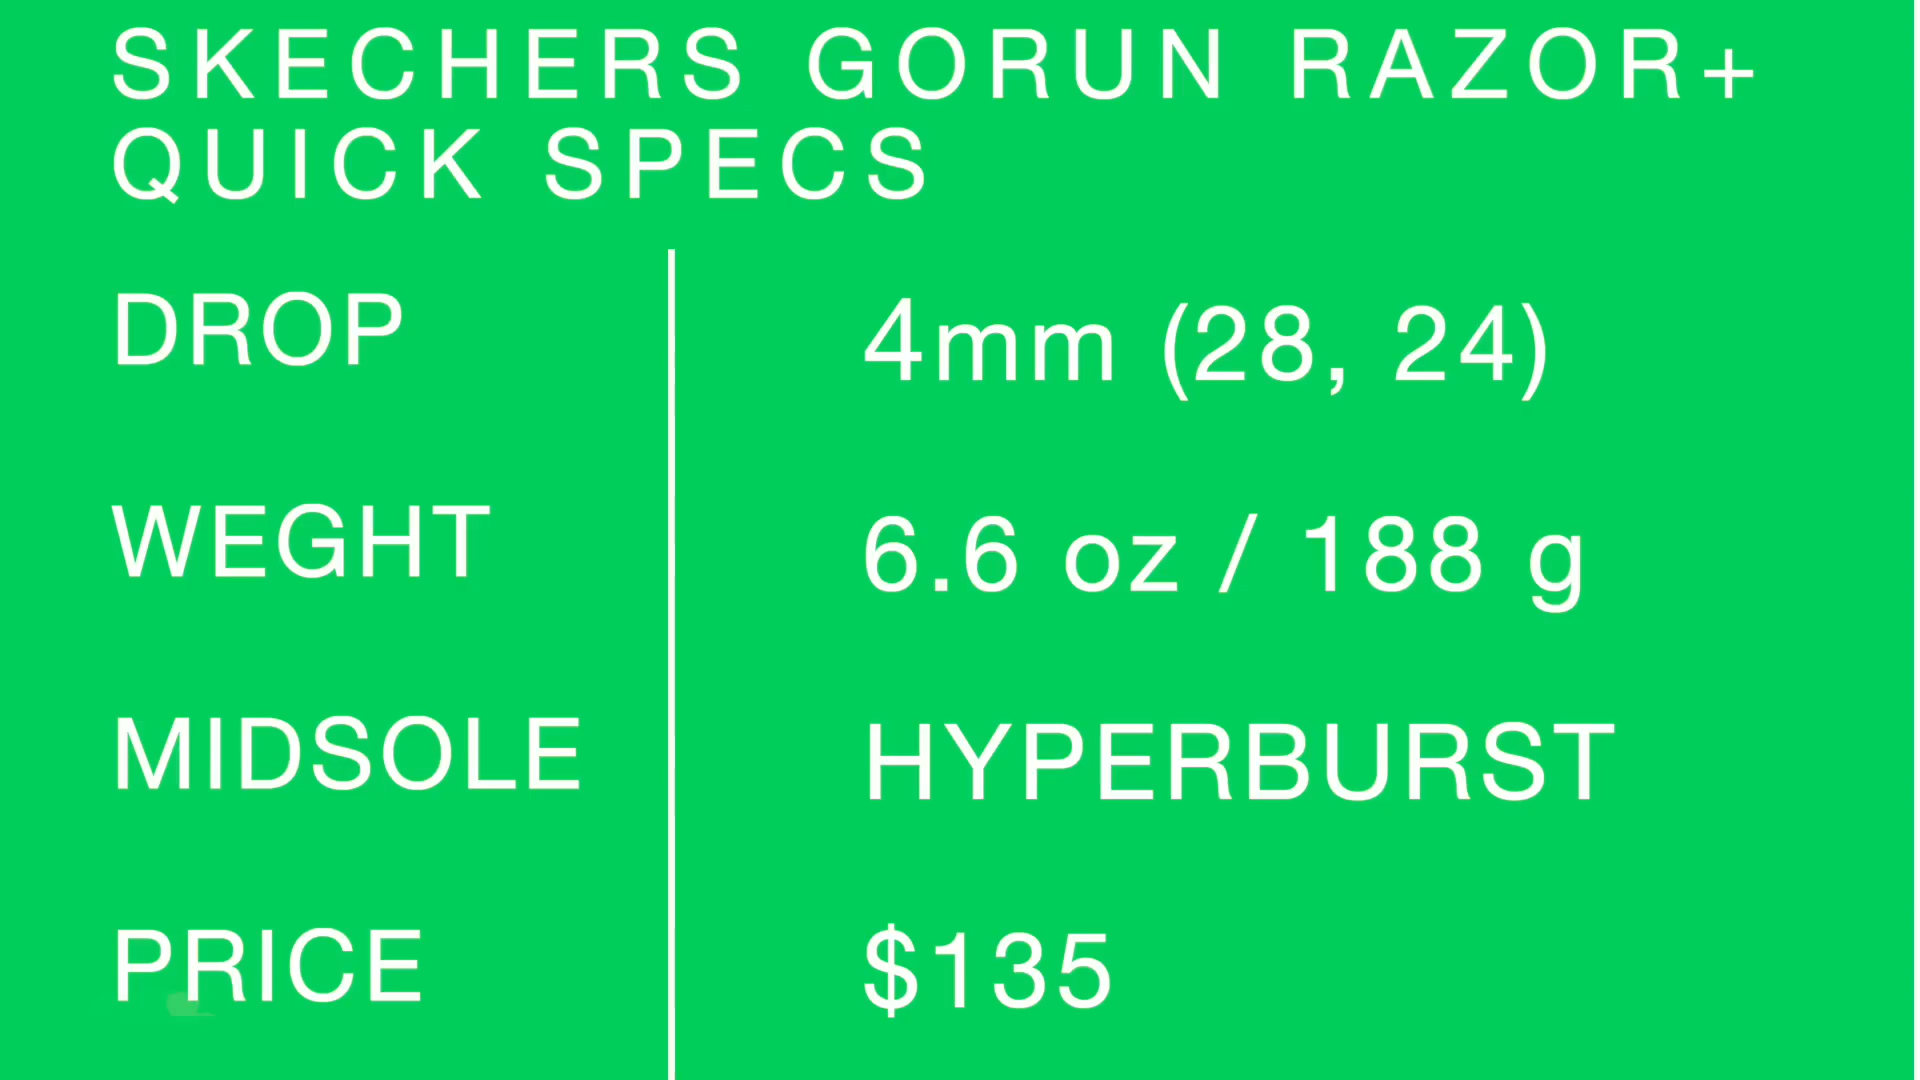 SKECHERS GORUN RAZOR+
QUICK SPECS
DROP 4mm (28, 24)
WEGHT 6.6 oz / 188 g
MIDSOLE HYPERBURST
PRICE $135